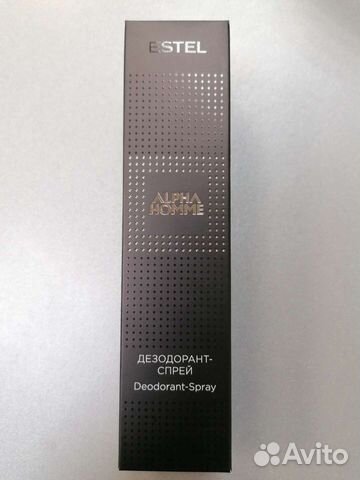 ESTEL
ALPHA
HOMME
ДЕЗОДОРАНТ-
СПРЕЙ
Deodorant-Spray
Avito